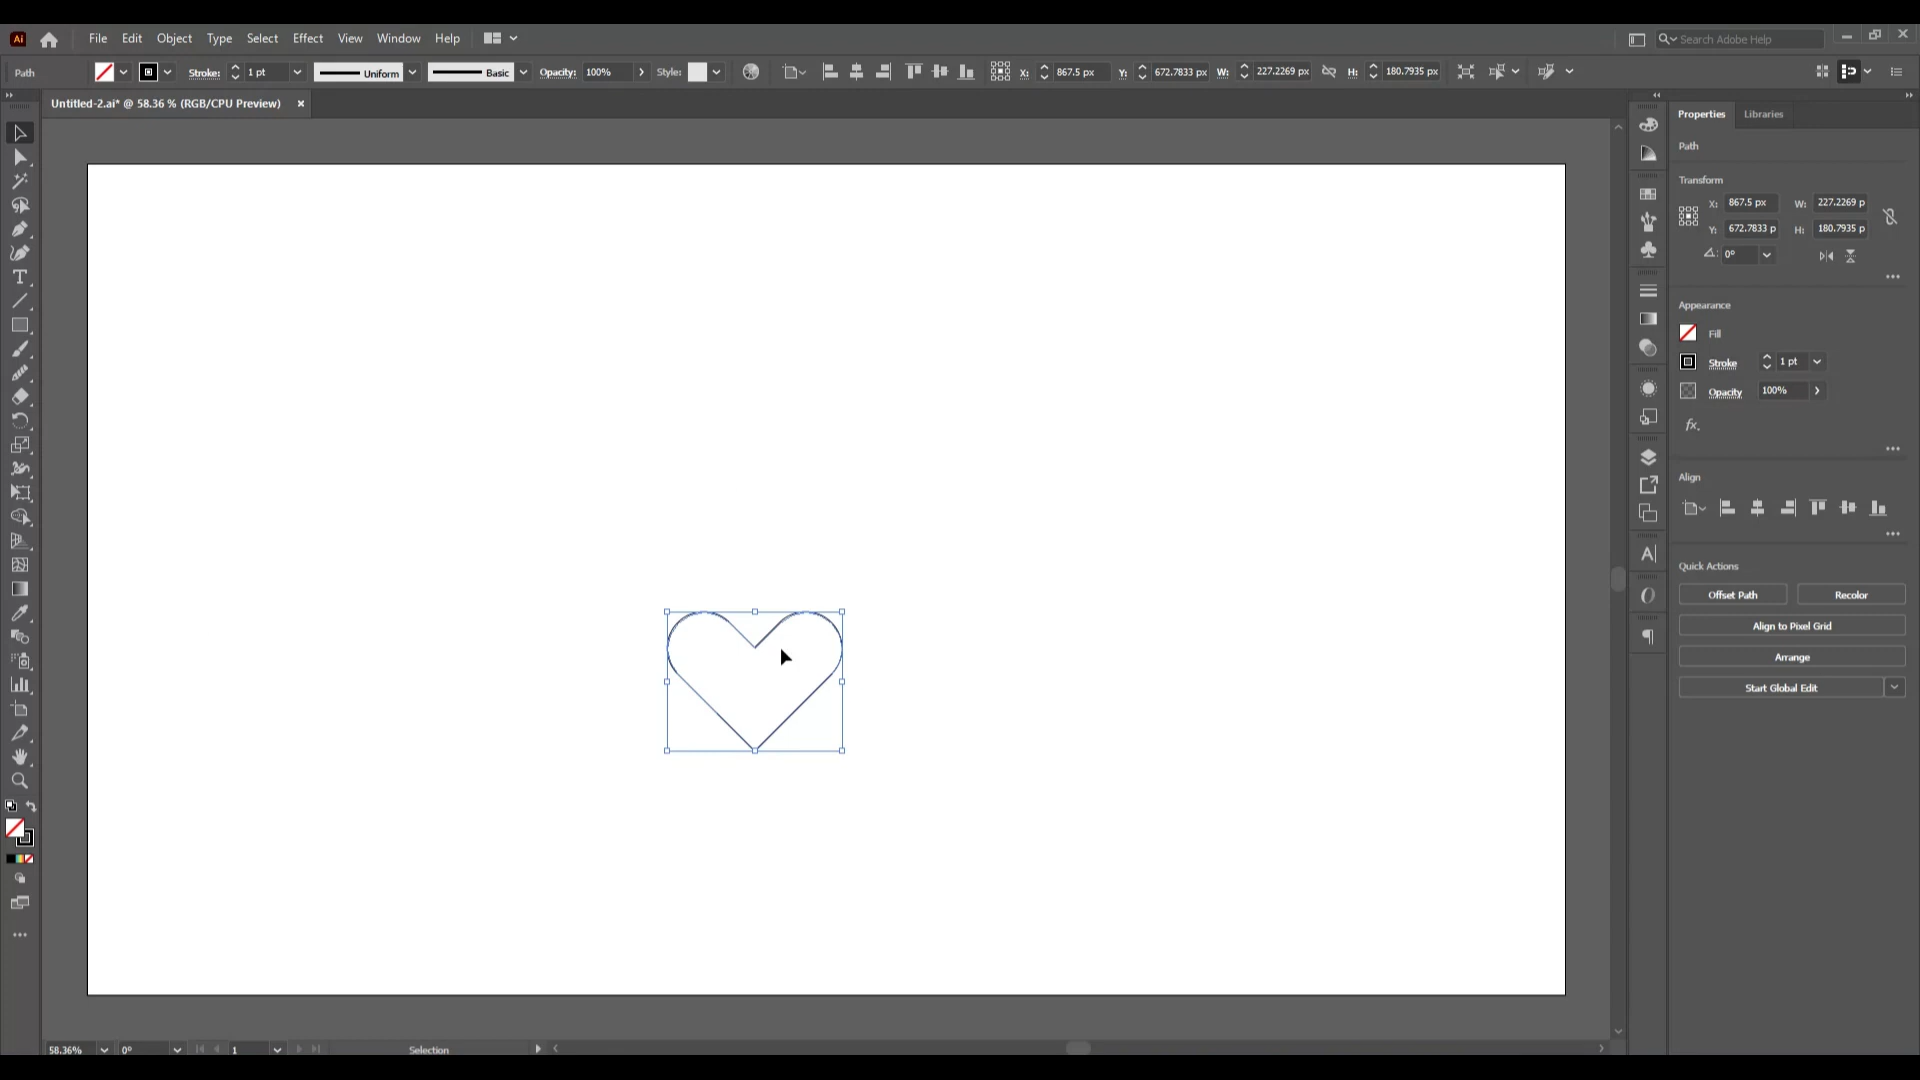 Ai File Edit Object Type Select Effect View Window Help Search Adobe Help
Path Stroke: 1 pt Uniform Basic Opacity: 100% Style: X: 867.5 px Y: 672.7833 px W: 227.2269 px H: 180.7935 px
Untitled-2.ai* @ 58.36 % (RGB/CPU Preview) ×
Properties Libraries
Path
Transform
X: 867.5 px W: 227.2269 p
Y: 672.7833 p H: 180.7935 p
0°
Appearance
Fill
Stroke 1 pt
Opacity 100%
fx.
Align
Quick Actions
Offset Path Recolor
Align to Pixel Grid
Arrange
Start Global Edit
58.36% 0° 1 Selection